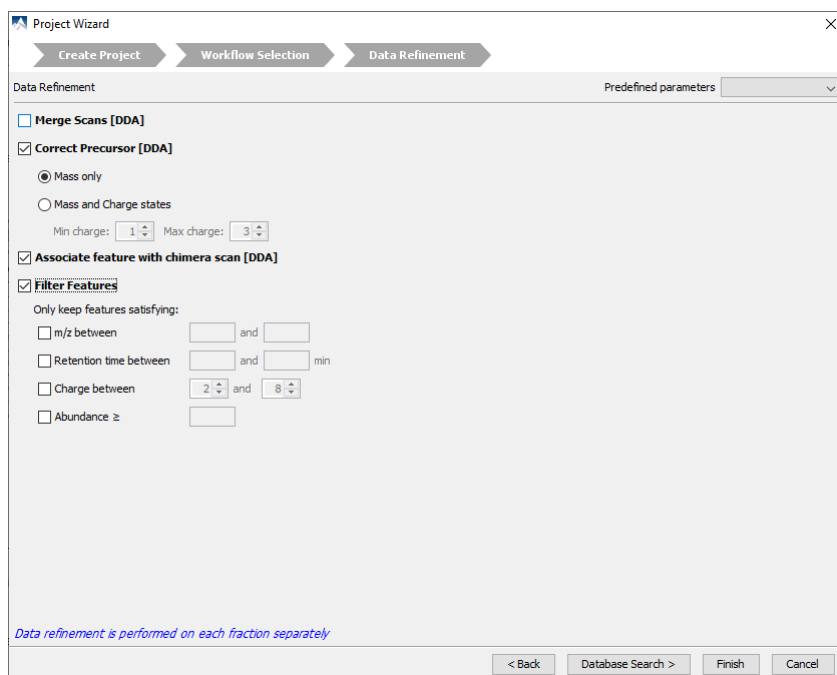 Project Wizard
Create Project Workflow Selection Data Refinement
Data Refinement Predefined parameters
Merge Scans [DDA]
Correct Precursor [DDA]
Mass only
Mass and Charge states
Min charge: 1 Max charge: 3
Associate feature with chimera scan [DDA]
Filter Features
Only keep features satisfying:
m/z between and
Retention time between and min
Charge between 2 and 8
Abundance ≥
Data refinement is performed on each fraction separately
< Back Database Search > Finish Cancel